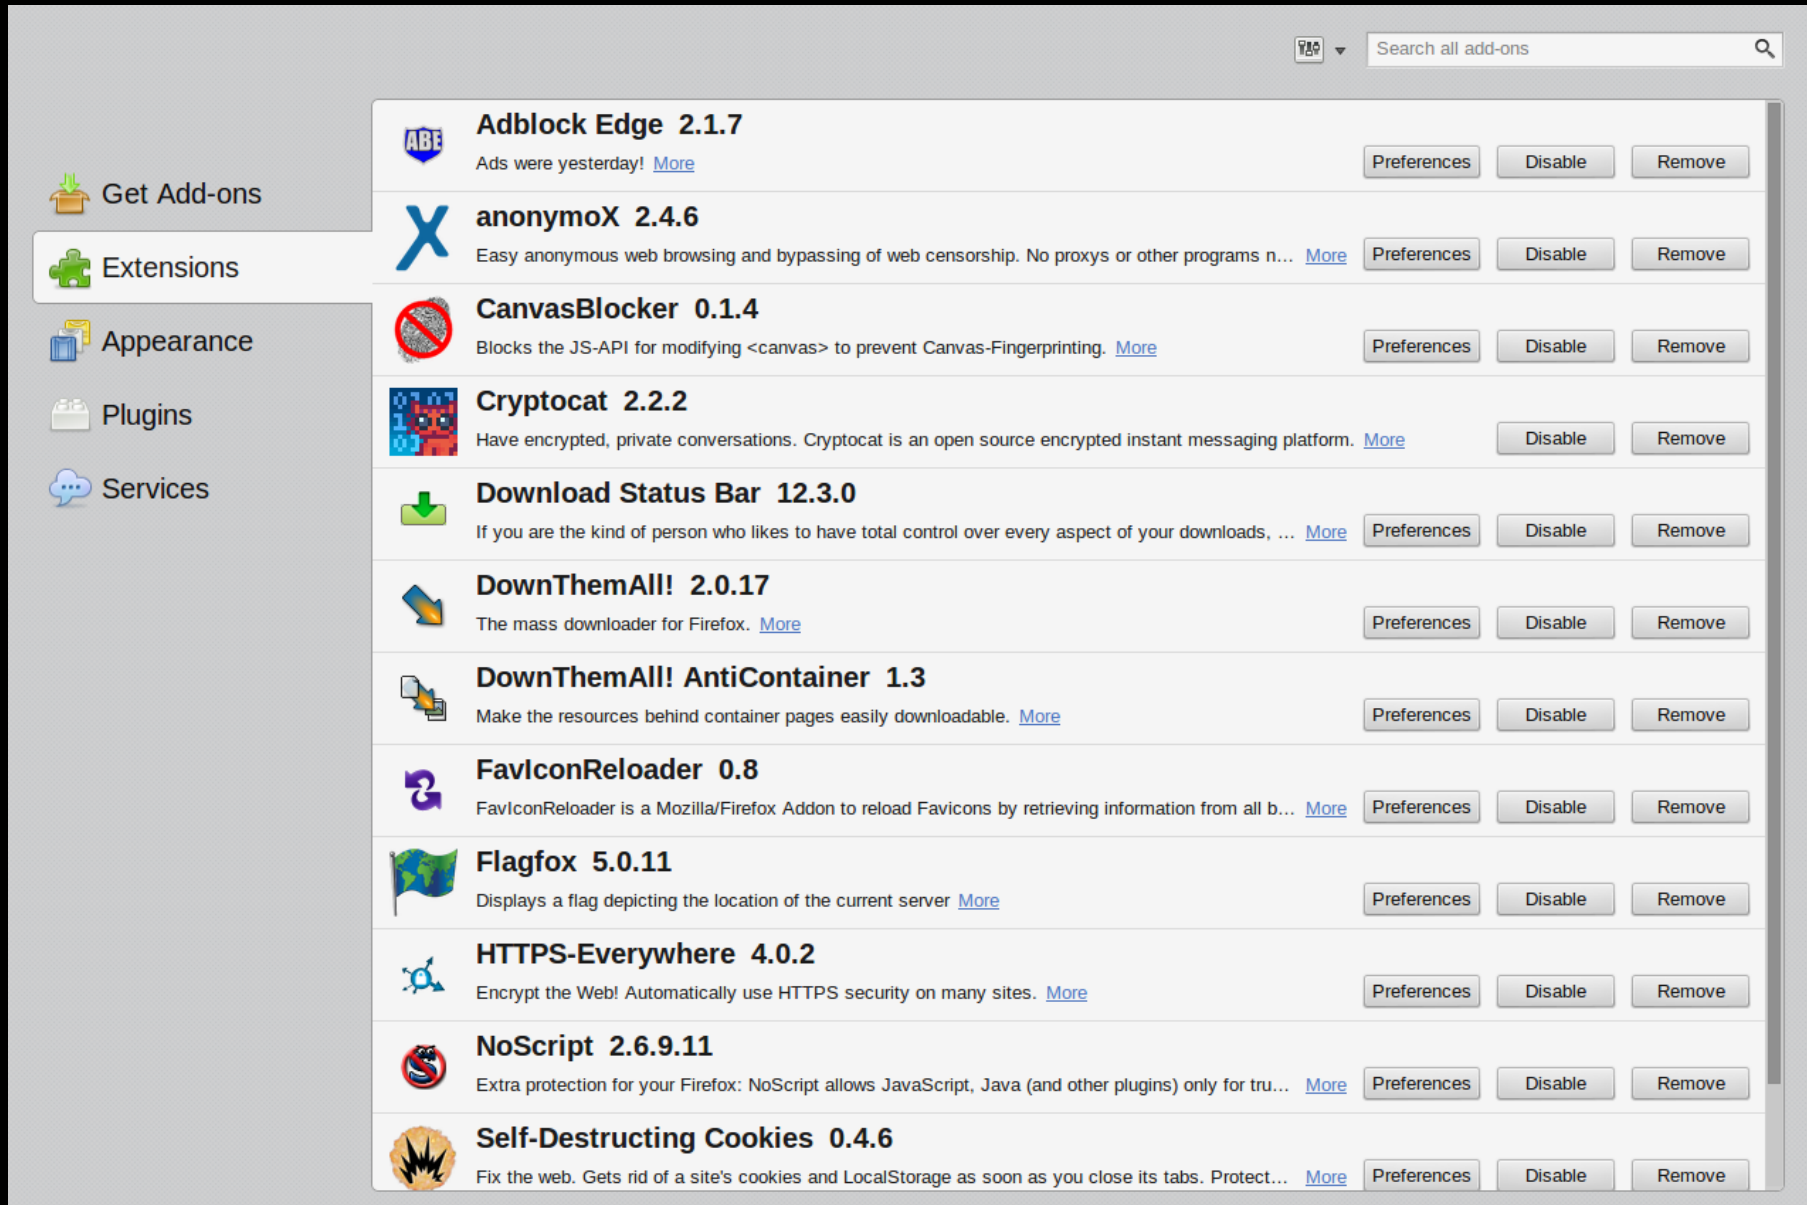 Search all add-ons
Get Add-ons
Extensions
Appearance
Plugins
Services
ABE
Adblock Edge 2.1.7
Ads were yesterday! More
Preferences Disable Remove
anonymoX 2.4.6
Easy anonymous web browsing and bypassing of web censorship. No proxys or other programs n... More
Preferences Disable Remove
CanvasBlocker 0.1.4
Blocks the JS-API for modifying <canvas> to prevent Canvas-Fingerprinting. More
Preferences Disable Remove
Cryptocat 2.2.2
Have encrypted, private conversations. Cryptocat is an open source encrypted instant messaging platform. More
Disable Remove
Download Status Bar 12.3.0
If you are the kind of person who likes to have total control over every aspect of your downloads, ... More
Preferences Disable Remove
DownThemAll! 2.0.17
The mass downloader for Firefox. More
Preferences Disable Remove
DownThemAll! AntiContainer 1.3
Make the resources behind container pages easily downloadable. More
Preferences Disable Remove
FavIconReloader 0.8
FavIconReloader is a Mozilla/Firefox Addon to reload Favicons by retrieving information from all b... More
Preferences Disable Remove
Flagfox 5.0.11
Displays a flag depicting the location of the current server More
Preferences Disable Remove
HTTPS-Everywhere 4.0.2
Encrypt the Web! Automatically use HTTPS security on many sites. More
Preferences Disable Remove
NoScript 2.6.9.11
Extra protection for your Firefox: NoScript allows JavaScript, Java (and other plugins) only for tru... More
Preferences Disable Remove
Self-Destructing Cookies 0.4.6
Fix the web. Gets rid of a site's cookies and LocalStorage as soon as you close its tabs. Protect... More
Preferences Disable Remove